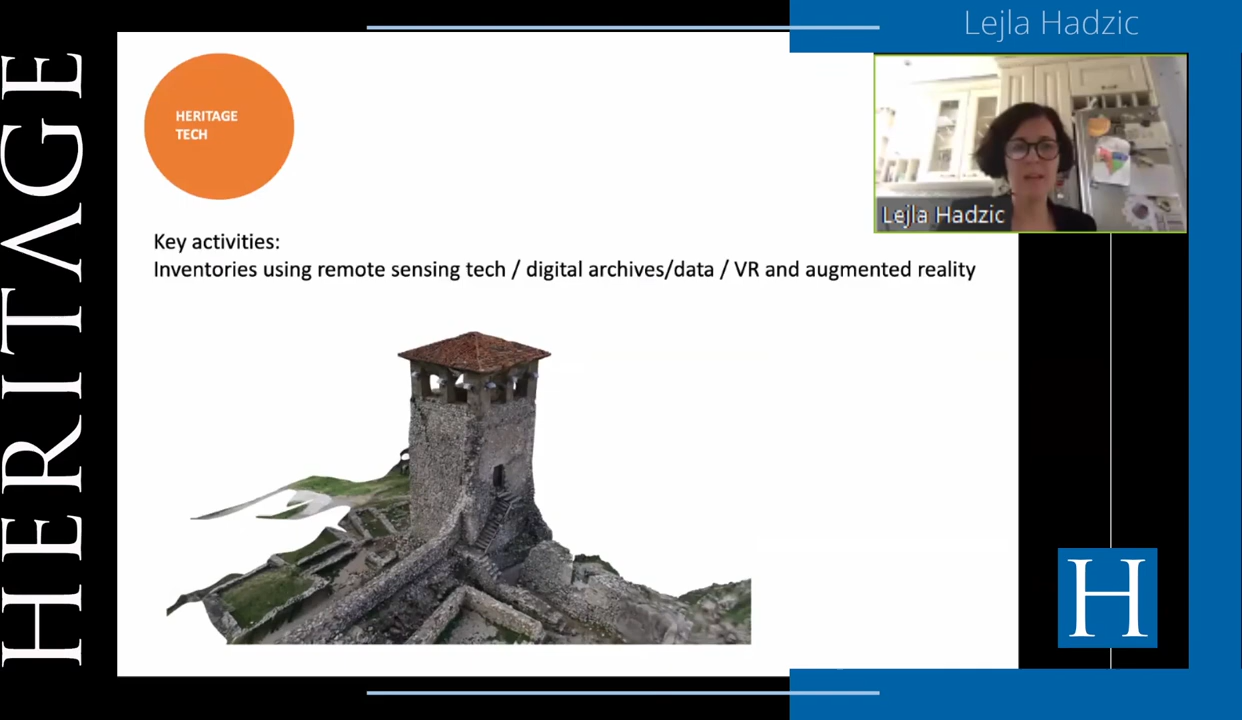 HERITAGE
Lejla Hadzic
HERITAGE
TECH
Lejla Hadzic
Key activities:
Inventories using remote sensing tech / digital archives/data / VR and augmented reality
H